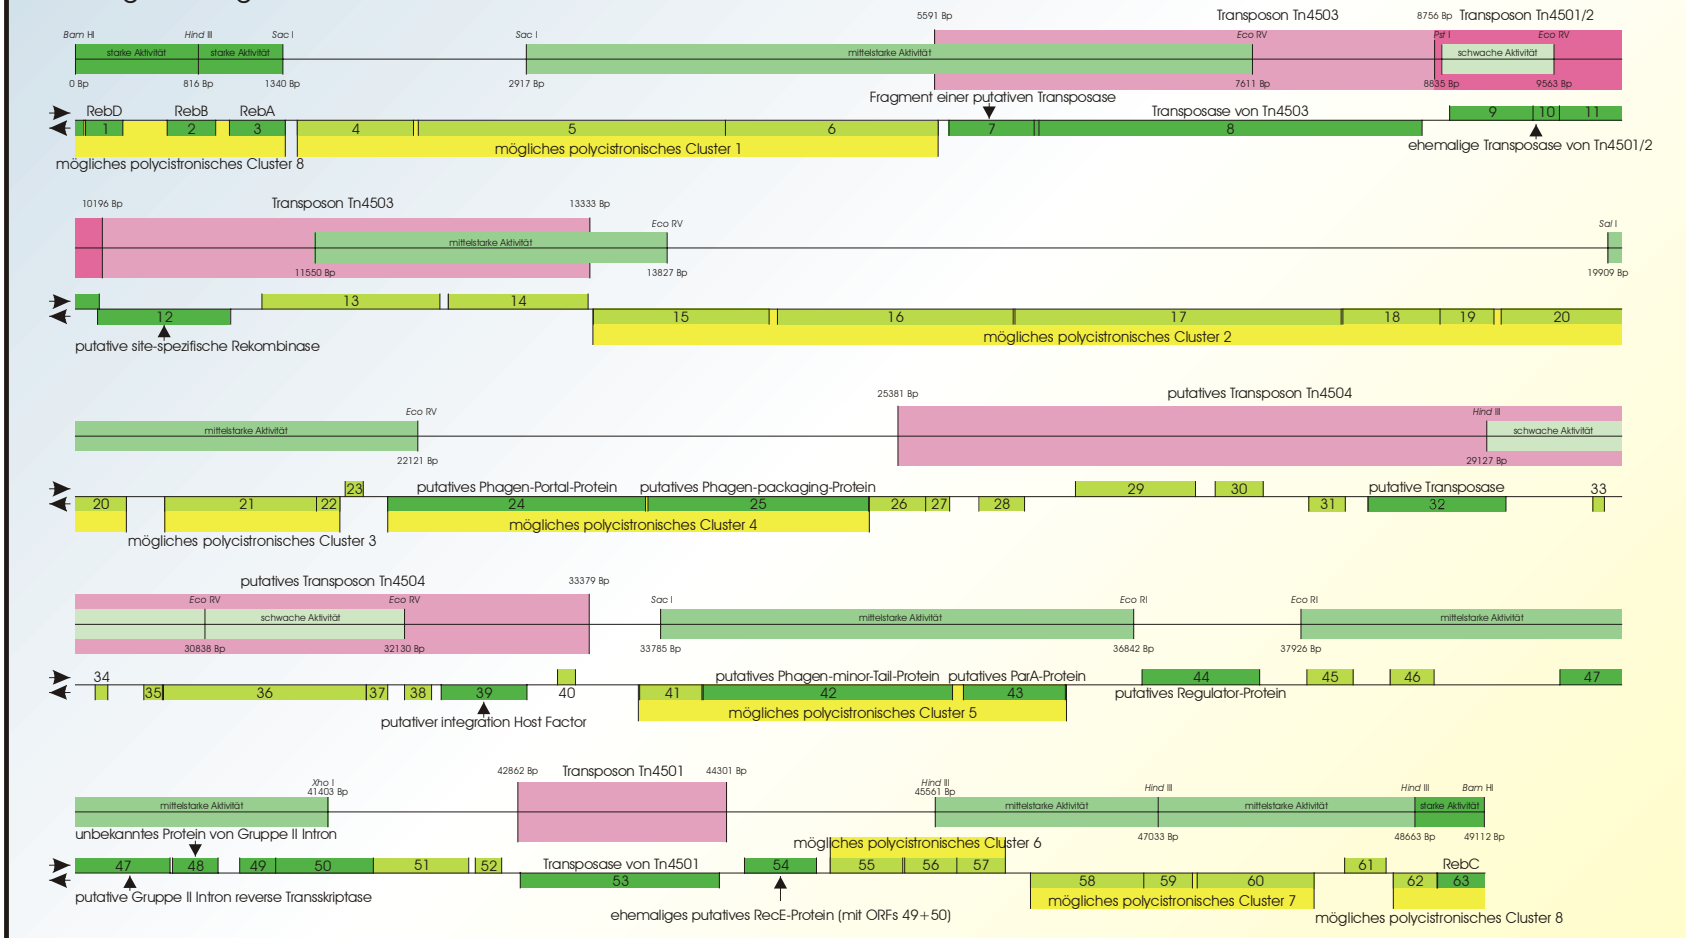 5591 Bp Transposon Tn4503 8756 Bp Transposon Tn4501/2
Bam HI Hind III Sac I Sac I Eco RV Pst I Eco RV
starke Aktivität starke Aktivität mittelstarke Aktivität schwache Aktivität
0 Bp 816 Bp 1340 Bp 2917 Bp 7611 Bp 8835 Bp 9563 Bp
Fragment einer putativen Transposase
RebD RebB RebA Transposase von Tn4503 9 10 11
1 2 3 4 5 6 7 8
mögliches polycistronisches Cluster 1 ehemalige Transposase von Tn4501/2
mögliches polycistronisches Cluster 8
10196 Bp Transposon Tn4503 13333 Bp
Eco RV Sal I
mittelstarke Aktivität
11550 Bp 13827 Bp 19909 Bp
13 14
12 15 16 17 18 19 20
mögliches polycistronisches Cluster 2
putative site-spezifische Rekombinase
25381 Bp putatives Transposon Tn4504
Eco RV Hind III
mittelstarke Aktivität schwache Aktivität
22121 Bp 29127 Bp
23 putatives Phagen-Portal-Protein putatives Phagen-packaging-Protein 29 30 putative Transposase 33
20 21 22 24 25 26 27 28 31 32
mögliches polycistronisches Cluster 4
mögliches polycistronisches Cluster 3
putatives Transposon Tn4504 33379 Bp
Eco RV Eco RV Sac I Eco RI Eco RI
schwache Aktivität mittelstarke Aktivität mittelstarke Aktivität
30838 Bp 32130 Bp 33785 Bp 36842 Bp 37926 Bp
34 putatives Phagen-minor-Tail-Protein putatives ParA-Protein 44 45 46 47
35 36 37 38 39 40 41 42 43 putatives Regulator-Protein
mögliches polycistronisches Cluster 5
putativer integration Host Factor
42862 Bp Transposon Tn4501 44301 Bp
Xho I Hind III Hind III Hind III Bam HI
41403 Bp 45561 Bp
mittelstarke Aktivität mittelstarke Aktivität mittelstarke Aktivität starke Aktivität
47033 Bp 48663 Bp 49112 Bp
unbekanntes Protein von Gruppe II Intron
mögliches polycistronisches Cluster 6
47 48 49 50 51 52 Transposase von Tn4501 54 55 56 57 61 RebC
53 58 59 60 62 63
putative Gruppe II Intron reverse Transskriptase mögliches polycistronisches Cluster 7
ehemaliges putatives RecE-Protein (mit ORFs 49+50) mögliches polycistronisches Cluster 8